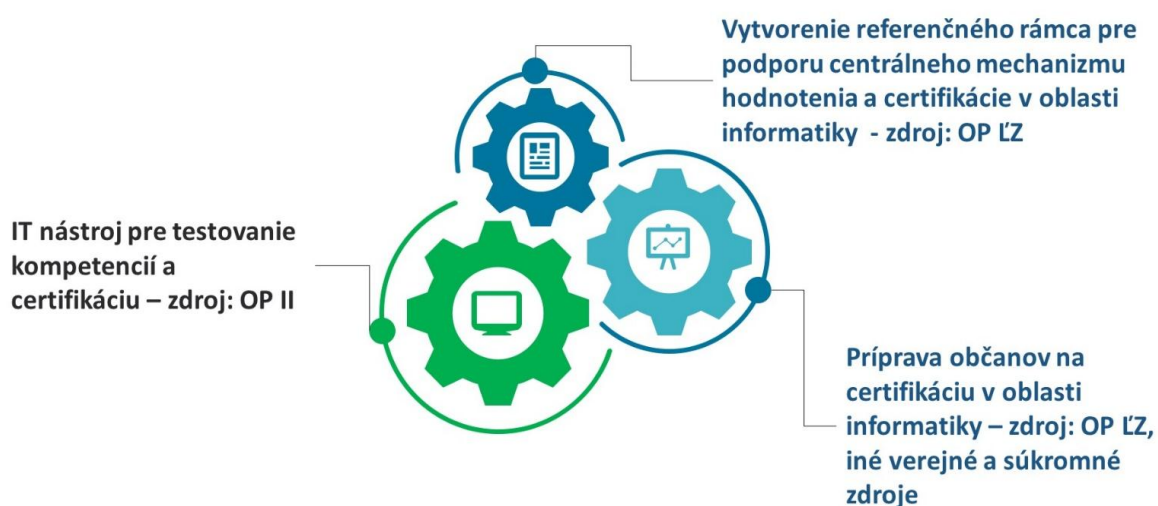 Vytvorenie referenčného rámca pre
podporu centrálneho mechanizmu
hodnotenia a certifikácie v oblasti
informatiky - zdroj: OP ĽZ
IT nástroj pre testovanie
kompetencií a
certifikáciu – zdroj: OP II
Príprava občanov na
certifikáciu v oblasti
informatiky – zdroj: OP ĽZ,
iné verejné a súkromné
zdroje